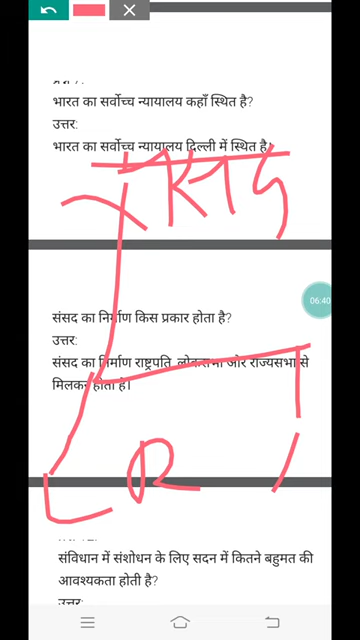 भारत का सर्वोच्च न्यायालय कहाँ स्थित है?
उत्तर:
भारत का सर्वोच्च न्यायालय दिल्ली में स्थित है।
संसद
06:40
संसद का निर्माण किस प्रकार होता है?
उत्तर:
संसद का निर्माण राष्ट्रपति, लोकसभा और राज्यसभा से
मिलकर होता है।
R
संविधान में संशोधन के लिए सदन में कितने बहुमत की
आवश्यकता होती है?
उत्तर: